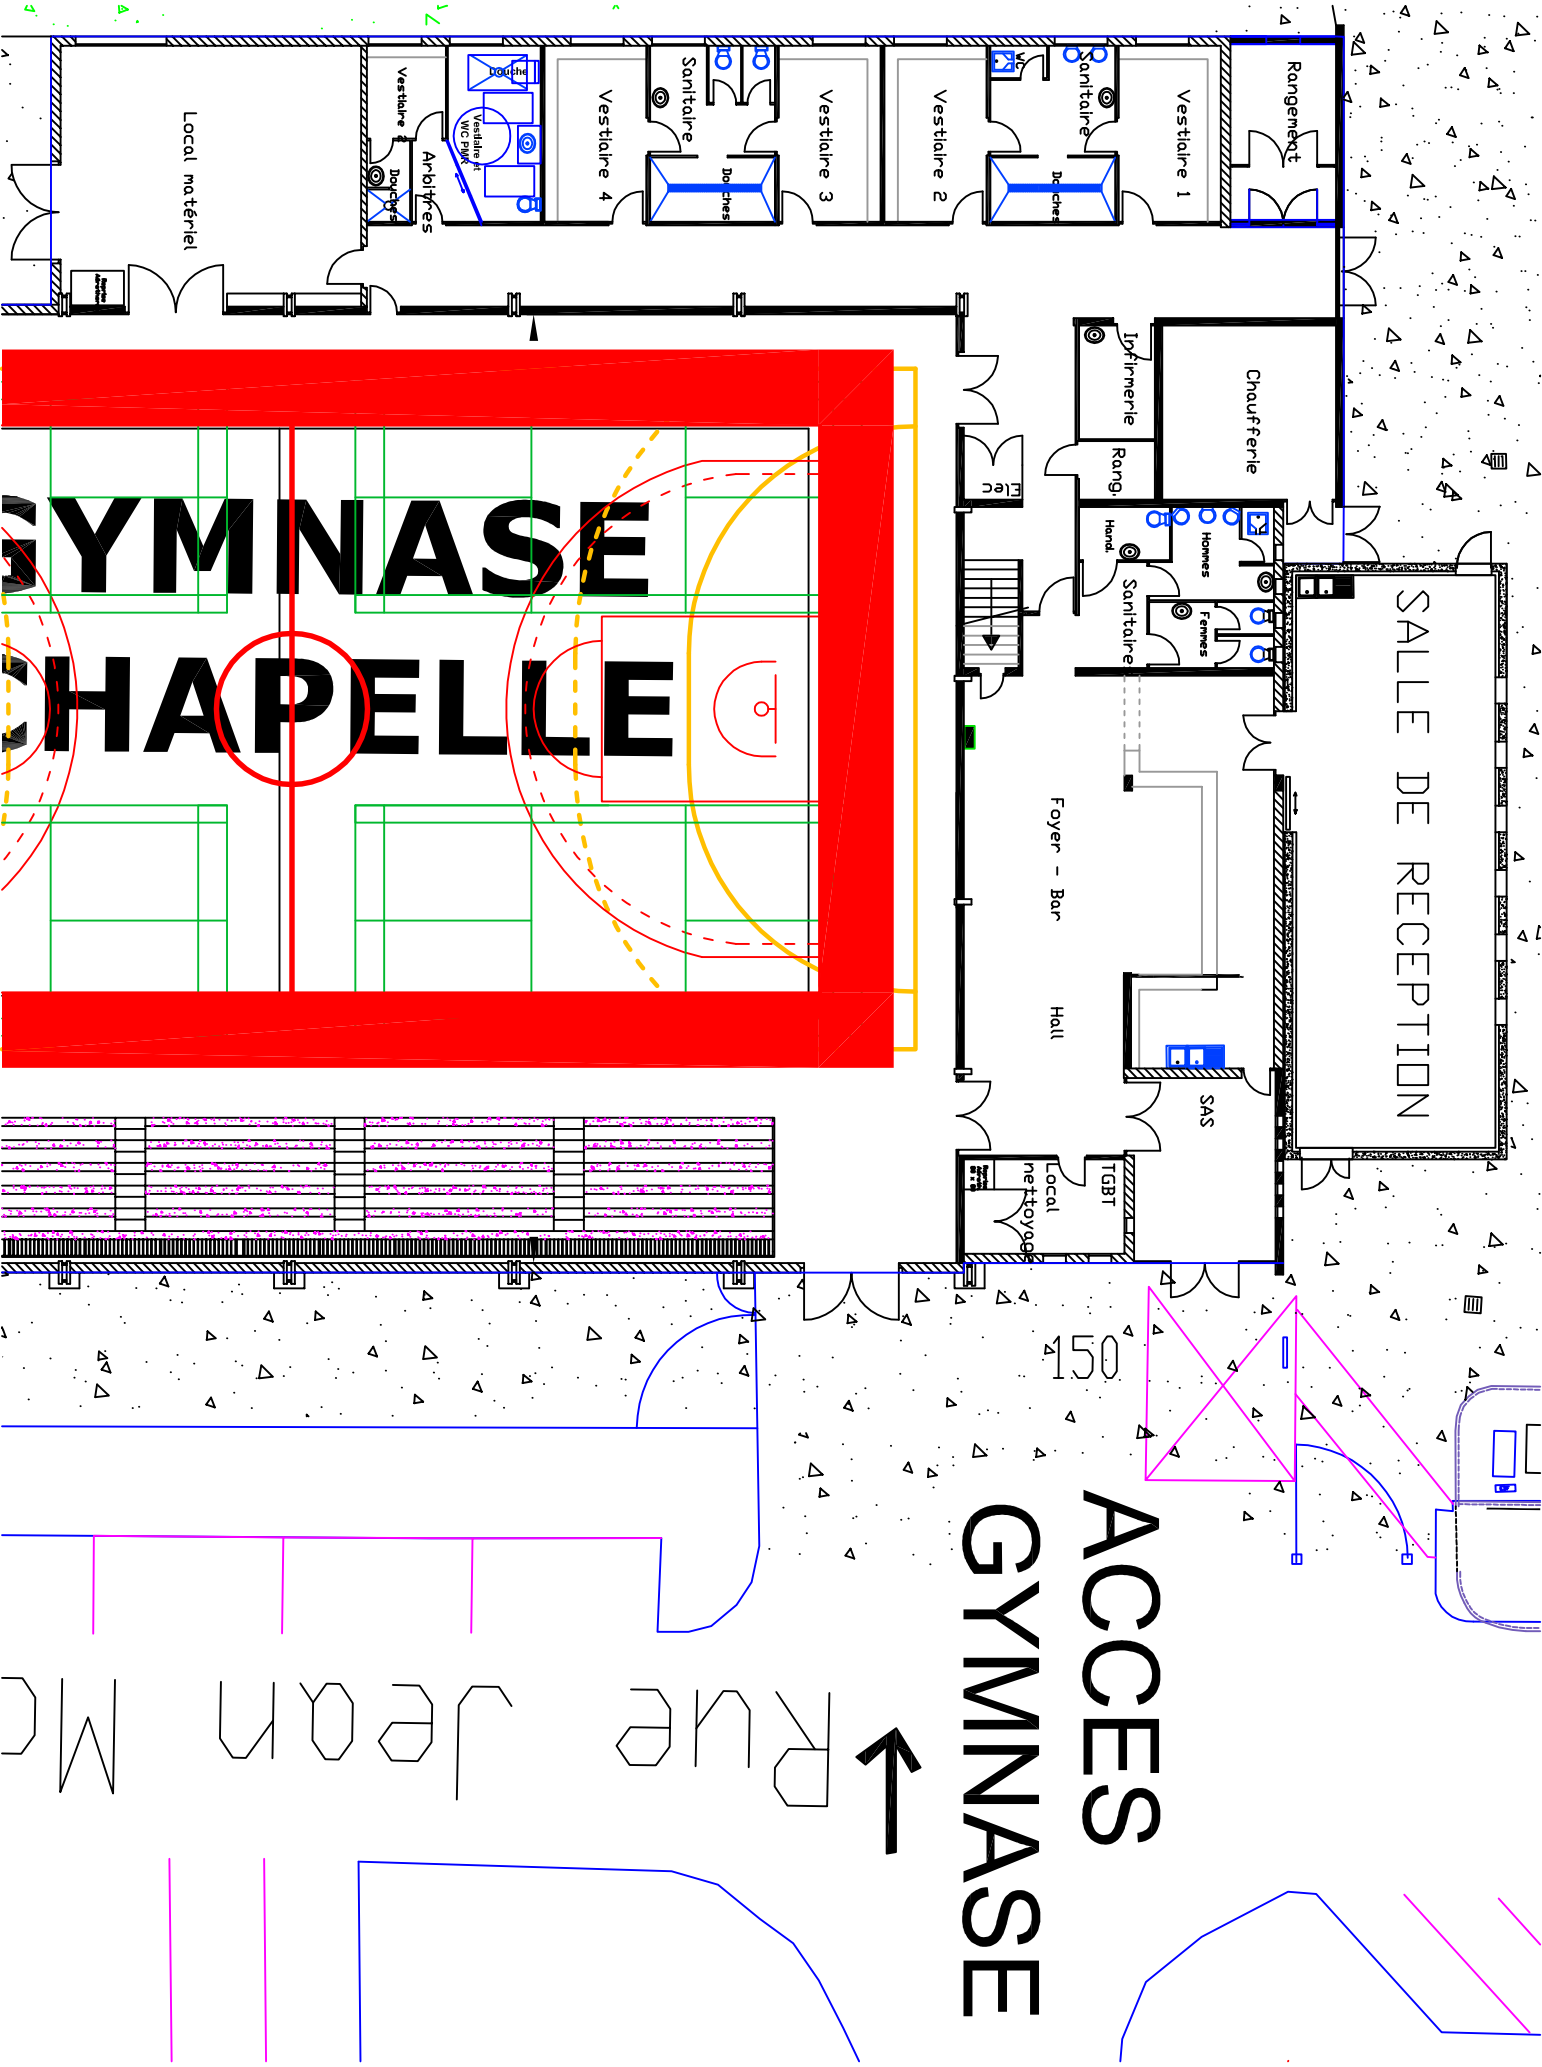 Local matériel
Vestiaire
Douches
Arbitres
Douche
Vestiaire et
WC PMR
Vestiaire 4
Sanitaire
Douches
Vestiaire 3
Vestiaire 2
WC
Sanitaire
Douches
Vestiaire 1
Rangement
Infirmerie
Chaufferie
Rang.
Elec
Hand.
Hommes
Sanitaire
Femmes
SALLE DE RECEPTION
GYMNASE
CHAPELLE
Foyer - Bar
Hall
SAS
TGBT
Local
nettoyage
150
ACCES
GYMNASE
Rue Jean